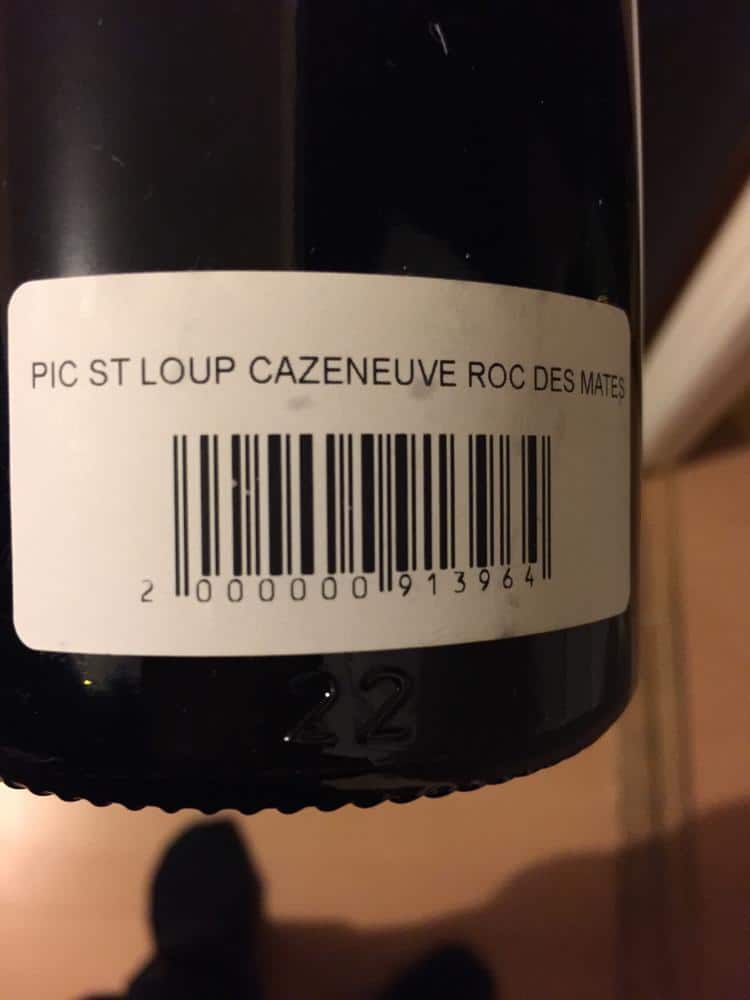 PIC ST LOUP CAZENEUVE ROC DES MATES
2 000000 913964
22